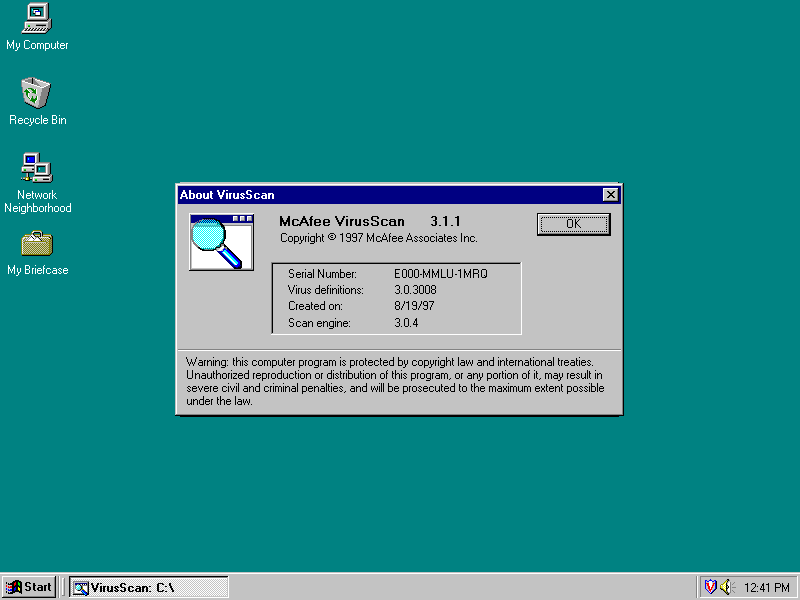 My Computer
Recycle Bin
Network
Neighborhood
My Briefcase
About VirusScan
McAfee VirusScan 3.1.1
Copyright © 1997 McAfee Associates Inc.
OK
Serial Number: E000-MMLU-1MRQ
Virus definitions: 3.0.3008
Created on: 8/19/97
Scan engine: 3.0.4
Warning: this computer program is protected by copyright law and international treaties.
Unauthorized reproduction or distribution of this program, or any portion of it, may result in
severe civil and criminal penalties, and will be prosecuted to the maximum extent possible
under the law.
Start
VirusScan: C:\
12:41 PM